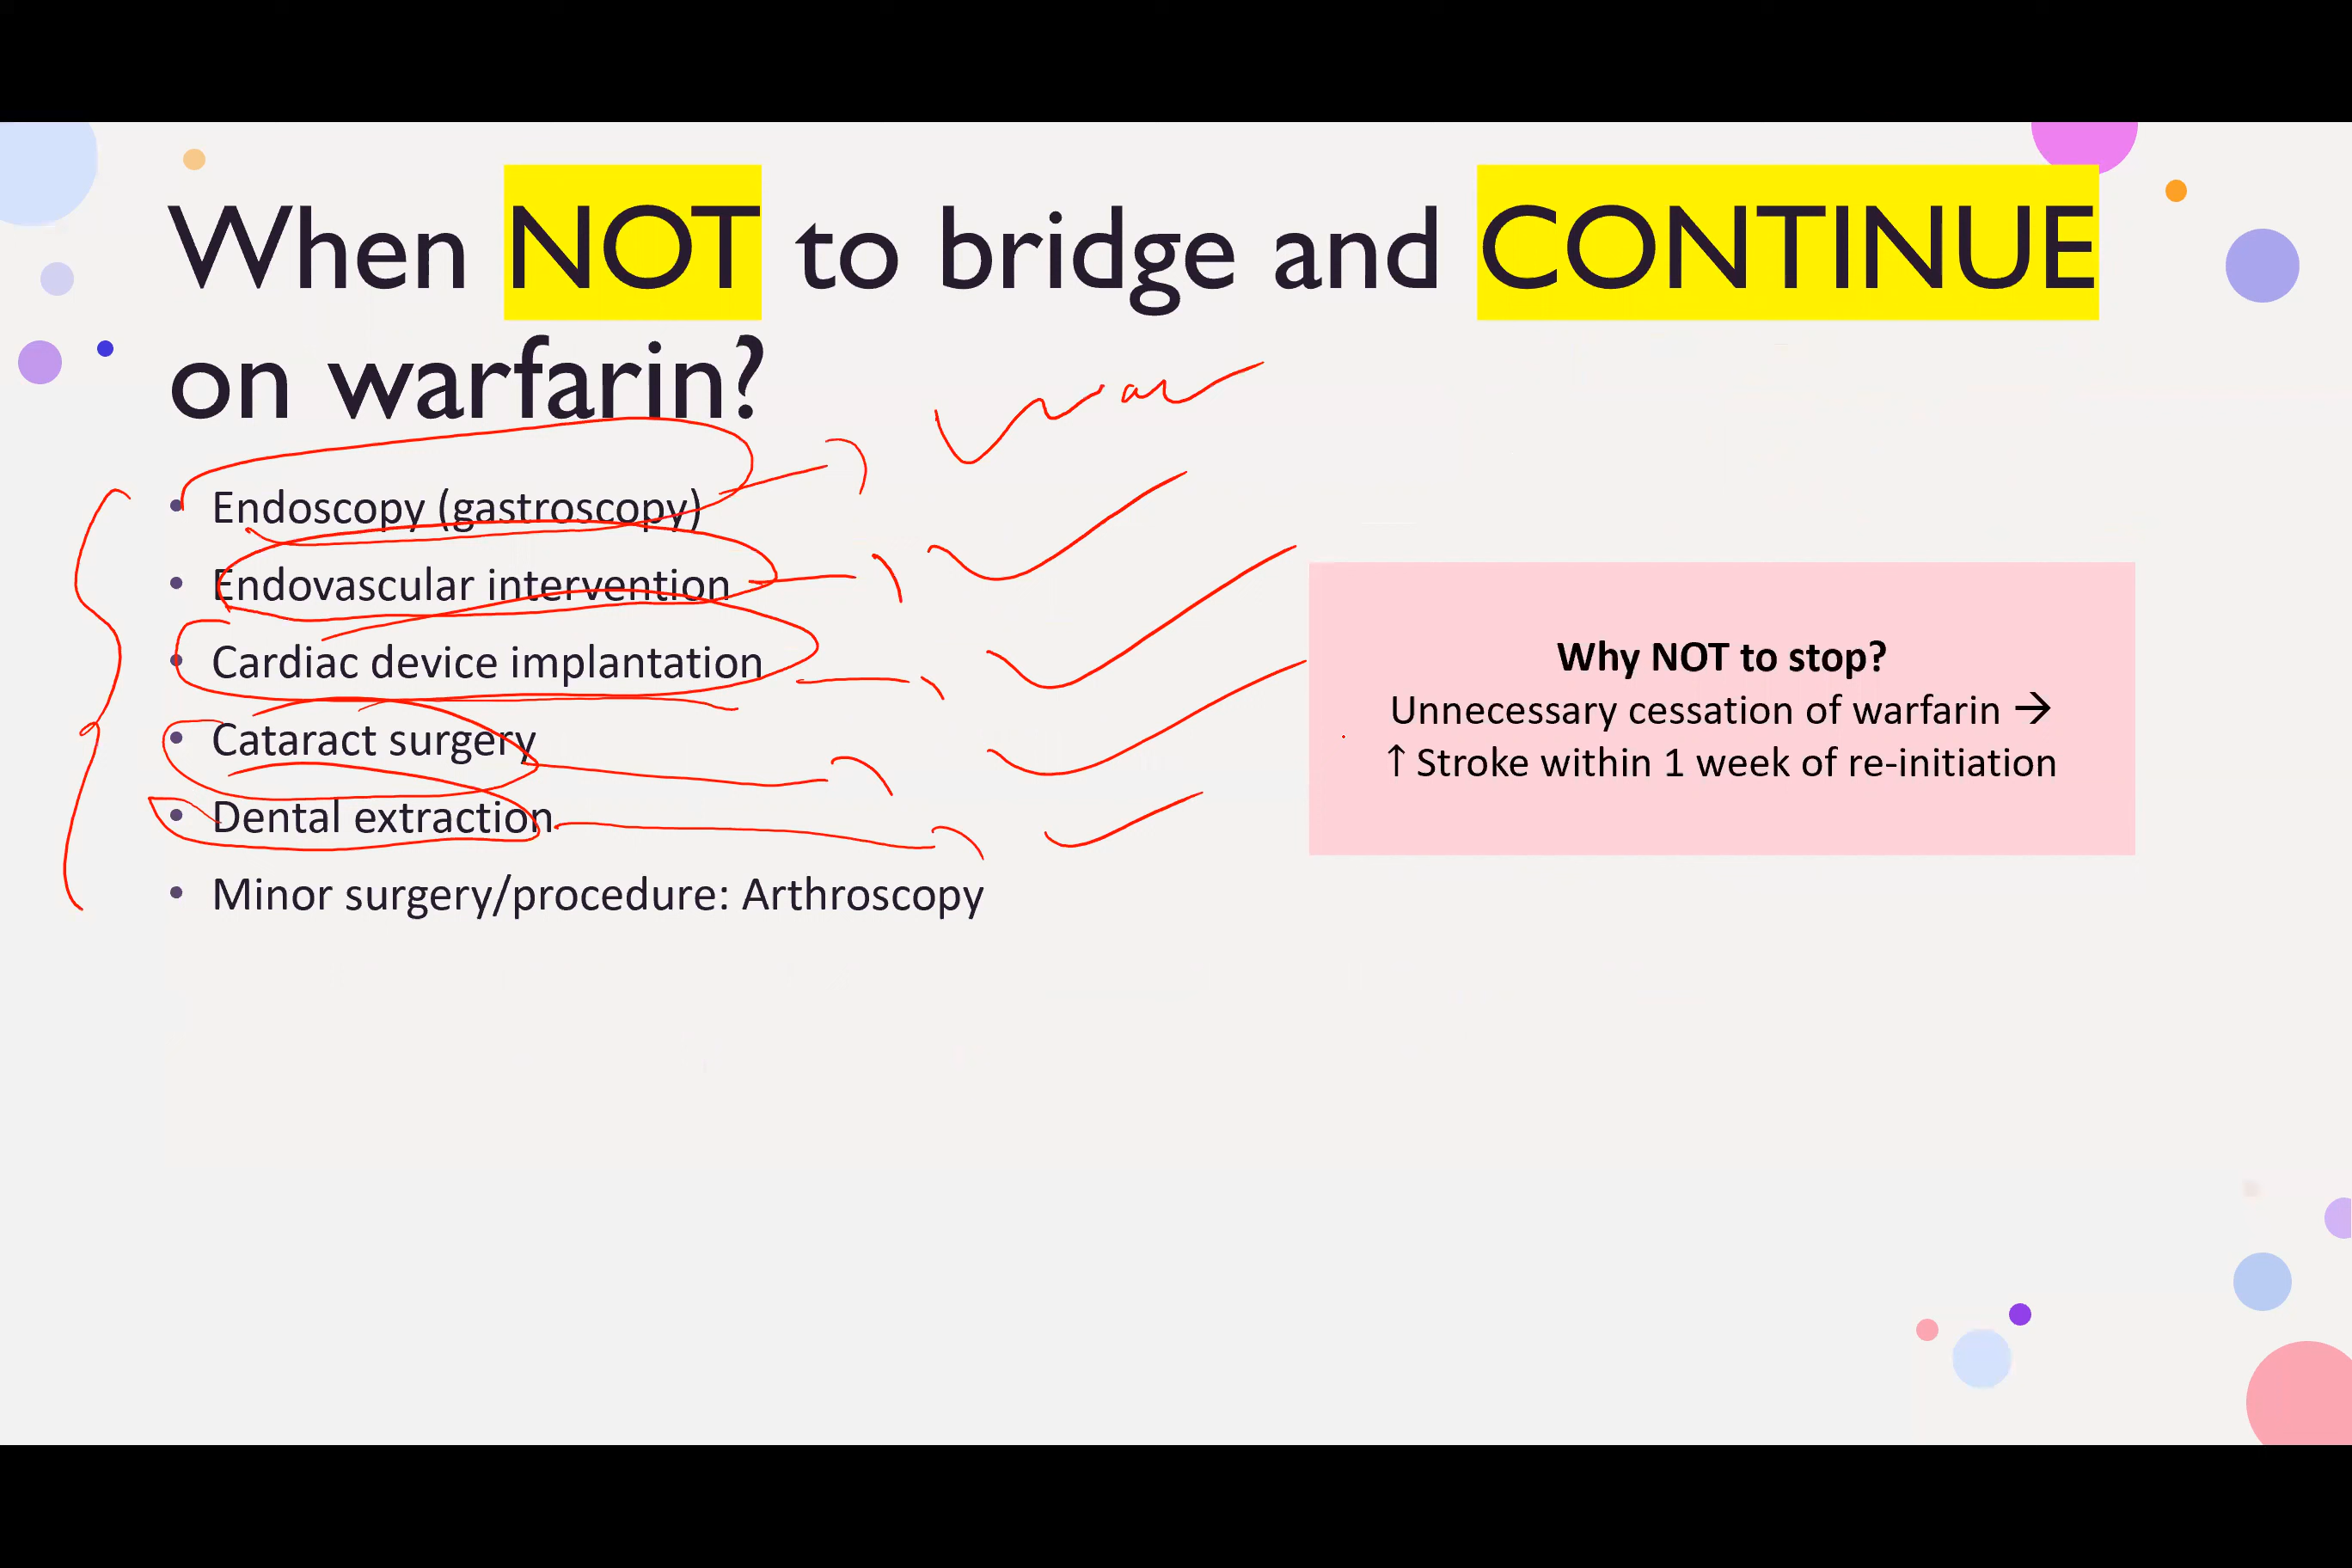 When NOT to bridge and CONTINUE
on warfarin?
• Endoscopy (gastroscopy)
• Endovascular intervention
• Cardiac device implantation
• Cataract surgery
• Dental extraction
• Minor surgery/procedure: Arthroscopy
Why NOT to stop?
Unnecessary cessation of warfarin →
↑ Stroke within 1 week of re-initiation